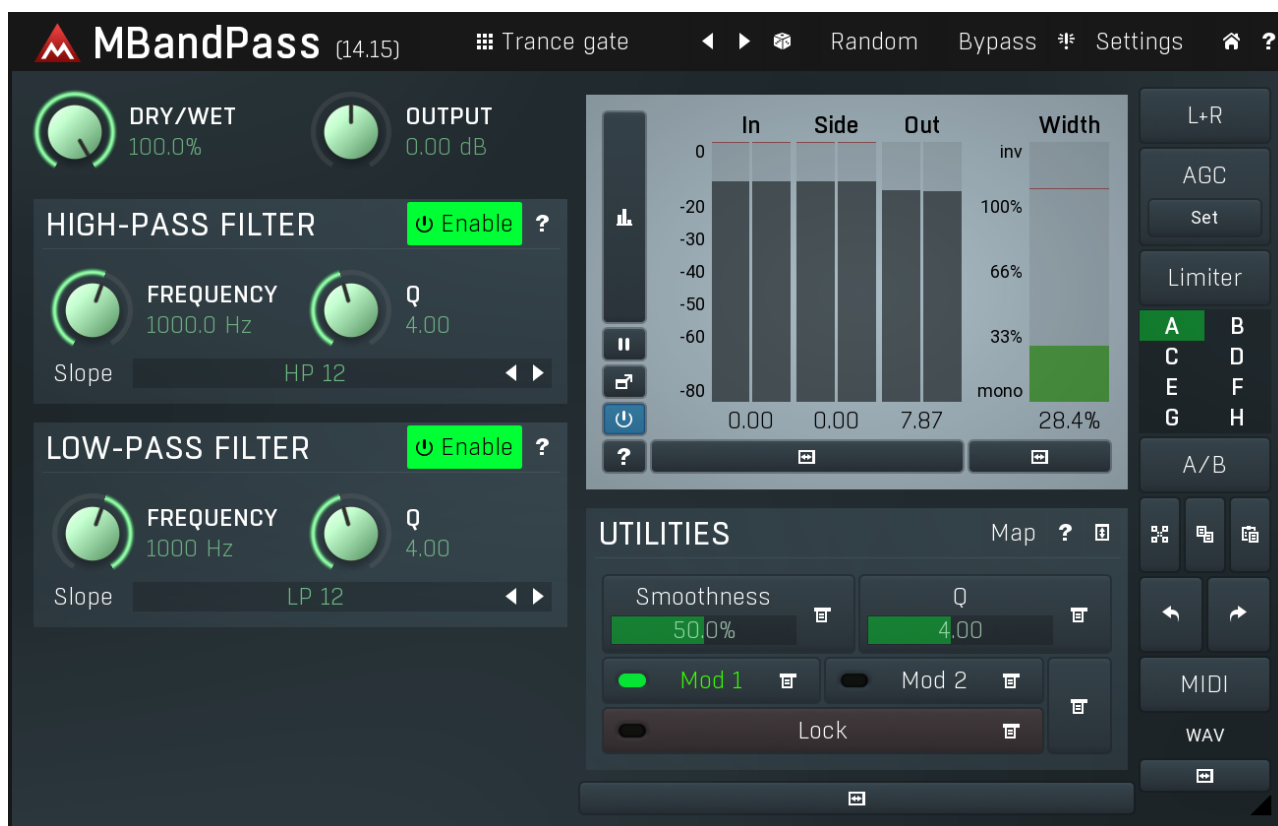 MBandPass (14.15) Trance gate Random Bypass Settings ?
DRY/WET
100.0%
OUTPUT
0.00 dB
HIGH-PASS FILTER Enable ?
FREQUENCY
1000.0 Hz
Q
4.00
Slope HP 12
LOW-PASS FILTER Enable ?
FREQUENCY
1000 Hz
Q
4.00
Slope LP 12
In Side Out Width
0
-20
-30
-40
-50
-60
-80
inv
100%
66%
33%
mono
0.00 0.00 7.87 28.4%
?
UTILITIES Map ?
Smoothness
50.0%
Q
4.00
Mod 1 Mod 2
Lock
L+R
AGC
Set
Limiter
A B
C D
E F
G H
A/B
MIDI
WAV